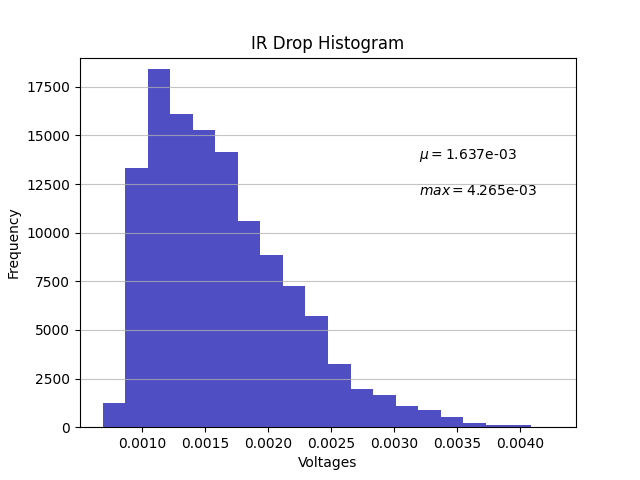 IR Drop Histogram
17500
15000
12500
10000
7500
5000
2500
0
Frequency
μ = 1.637e-03
max = 4.265e-03
0.0010 0.0015 0.0020 0.0025 0.0030 0.0035 0.0040
Voltages